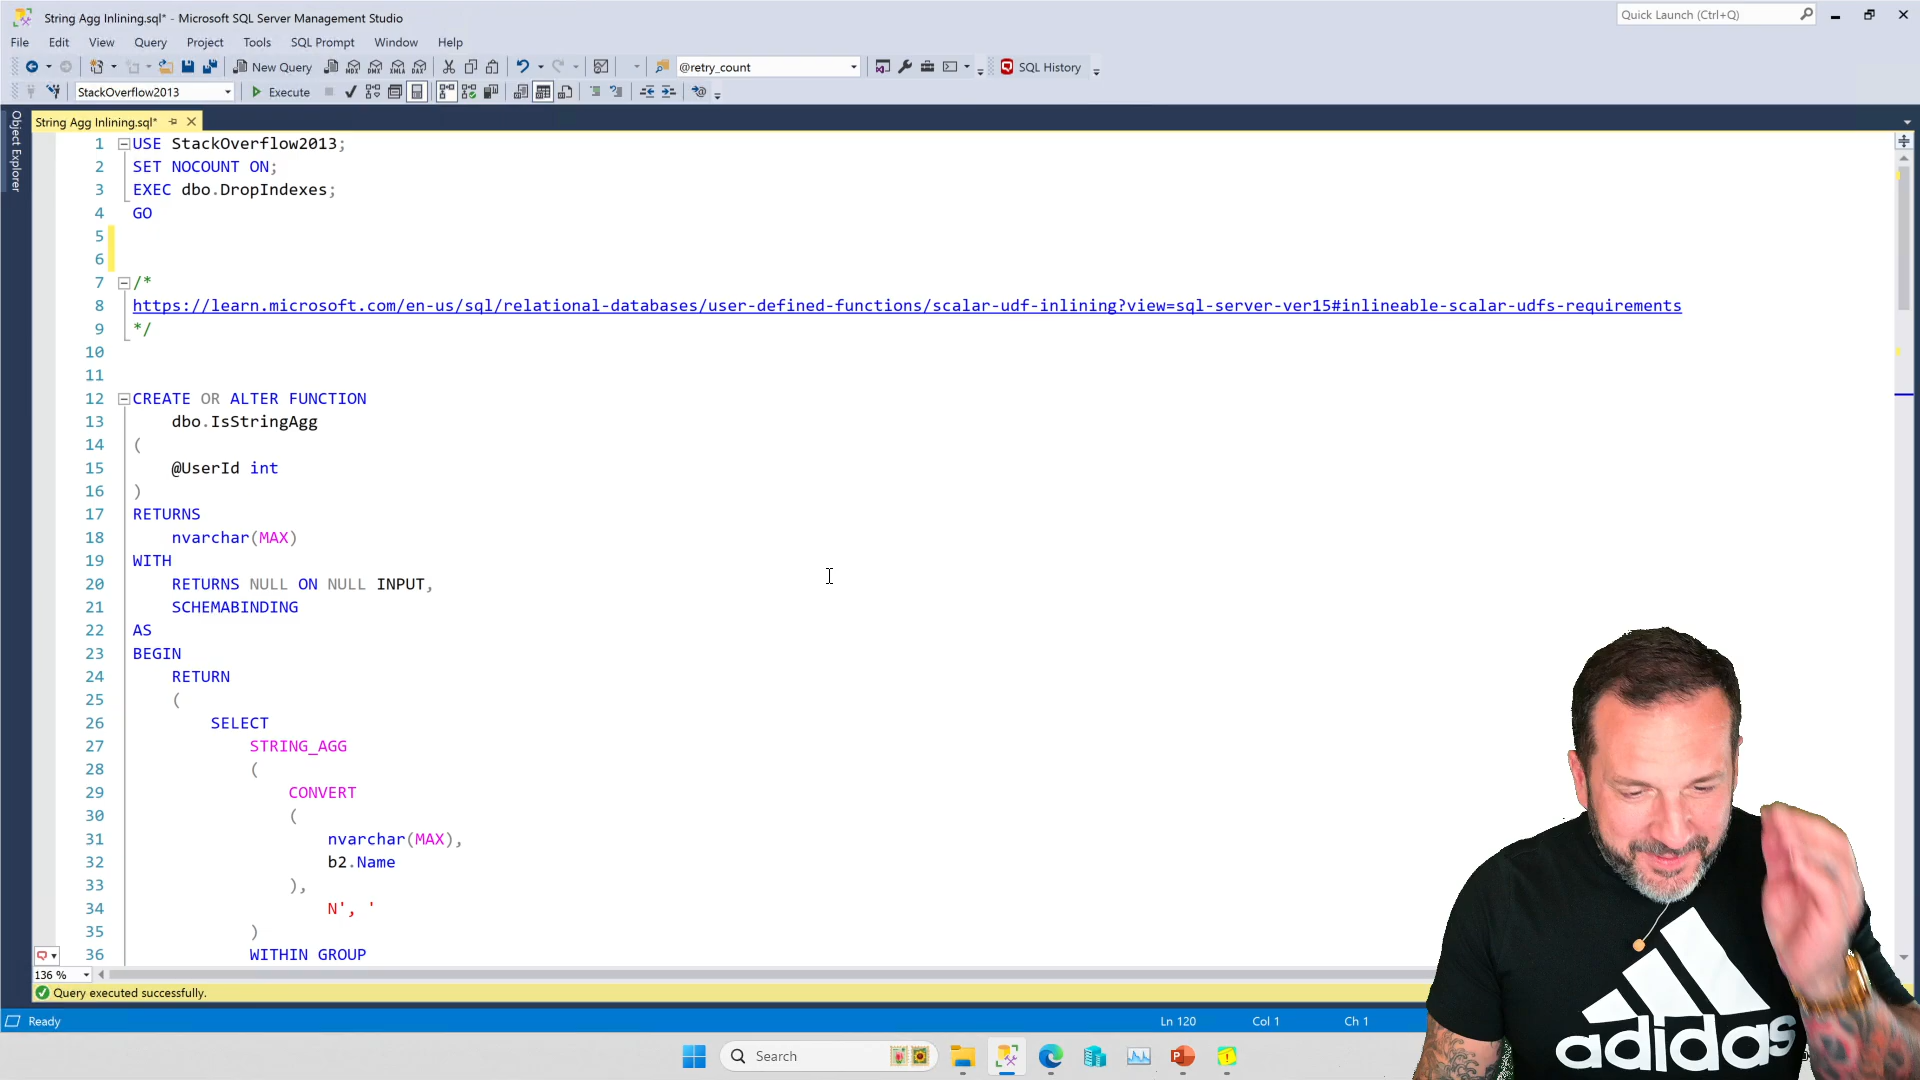 String Agg Inlining.sql* - Microsoft SQL Server Management Studio
Quick Launch (Ctrl+Q)
File Edit View Query Project Tools SQL Prompt Window Help
New Query
@retry_count
SQL History
StackOverflow2013
Execute
Object Explorer
String Agg Inlining.sql*
1 USE StackOverflow2013;
2 SET NOCOUNT ON;
3 EXEC dbo.DropIndexes;
4 GO
5
6
7 /*
8 https://learn.microsoft.com/en-us/sql/relational-databases/user-defined-functions/scalar-udf-inlining?view=sql-server-ver15#inlineable-scalar-udfs-requirements
9 */
10
11
12 CREATE OR ALTER FUNCTION
13 dbo.IsStringAgg
14 (
15 @UserId int
16 )
17 RETURNS
18 nvarchar(MAX)
19 WITH
20 RETURNS NULL ON NULL INPUT,
21 SCHEMABINDING
22 AS
23 BEGIN
24 RETURN
25 (
26 SELECT
27 STRING_AGG
28 (
29 CONVERT
30 (
31 nvarchar(MAX),
32 b2.Name
33 ),
34 N', '
35 )
36 WITHIN GROUP
136 %
Query executed successfully.
Ready
Ln 120 Col 1 Ch 1
Search
adidas